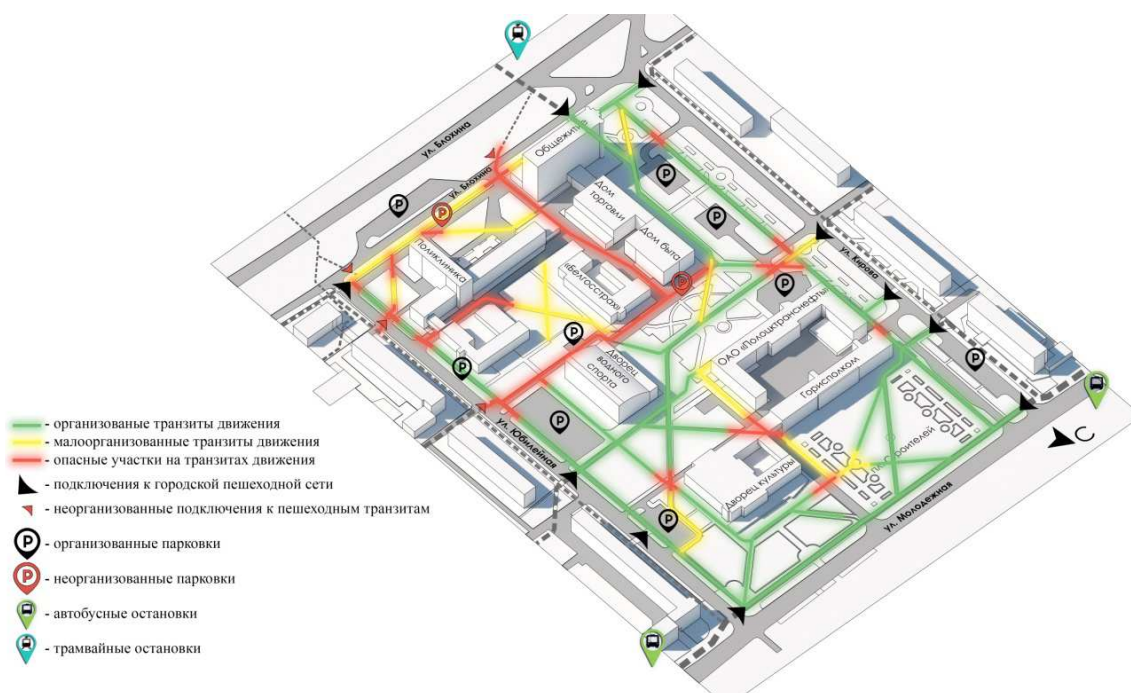 ул. Блохина
ул. Блохина
Общежитие
Дом
торговли
Дом быта
Поликлиника
«Белгосстрах»
ул. Кирова
ОАО «Полоцктранснефть»
Дворец
водного
спорта
Горисполком
пл. Строителей
ул. Юбилейная
Дворец культуры
ул. Молодежная
С
P
P
P
P
P
P
P
P
P
P
- организованые транзиты движения
- малоорганизованные транзиты движения
- опасные участки на транзитах движения
- подключения к городской пешеходной сети
- неорганизованные подключения к пешеходным транзитам
P - организованные парковки
P - неорганизованные парковки
- автобусные остановки
- трамвайные остановки